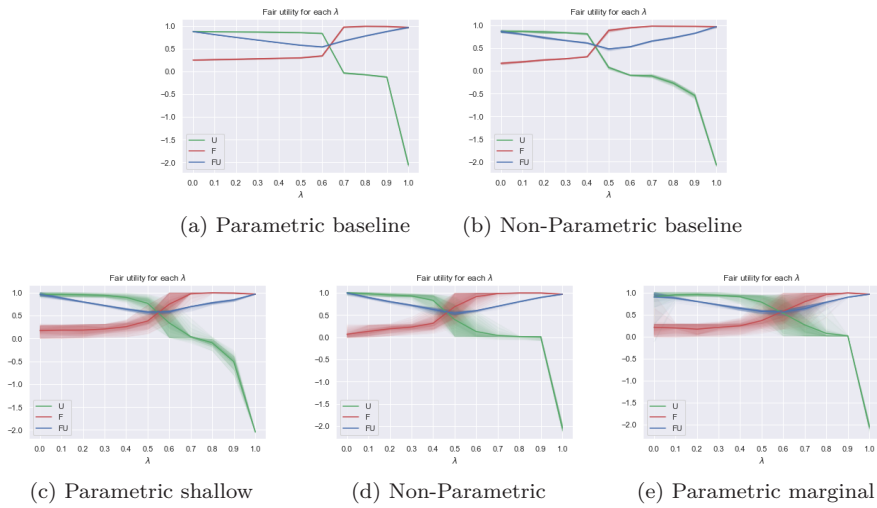 Fair utility for each λ
1.0
0.5
0.0
−0.5
−1.0
−1.5
−2.0
U
F
FU
0.0 0.1 0.2 0.3 0.4 0.5 0.6 0.7 0.8 0.9 1.0
λ
(a) Parametric baseline
Fair utility for each λ
1.0
0.5
0.0
−0.5
−1.0
−1.5
−2.0
U
F
FU
0.0 0.1 0.2 0.3 0.4 0.5 0.6 0.7 0.8 0.9 1.0
λ
(b) Non-Parametric baseline
Fair utility for each λ
1.0
0.5
0.0
−0.5
−1.0
−1.5
−2.0
U
F
FU
0.0 0.1 0.2 0.3 0.4 0.5 0.6 0.7 0.8 0.9 1.0
λ
(c) Parametric shallow
Fair utility for each λ
1.0
0.5
0.0
−0.5
−1.0
−1.5
−2.0
U
F
FU
0.0 0.1 0.2 0.3 0.4 0.5 0.6 0.7 0.8 0.9 1.0
λ
(d) Non-Parametric
Fair utility for each λ
1.0
0.5
0.0
−0.5
−1.0
−1.5
−2.0
U
F
FU
0.0 0.1 0.2 0.3 0.4 0.5 0.6 0.7 0.8 0.9 1.0
λ
(e) Parametric marginal